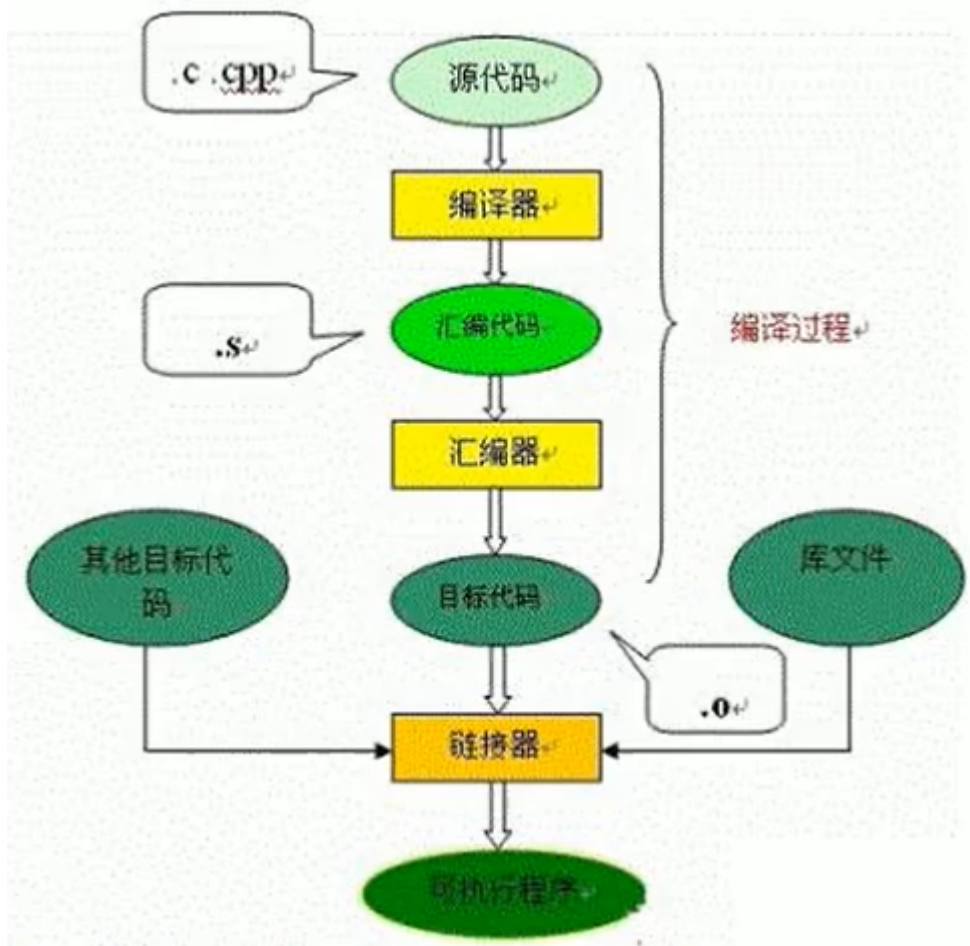 .c .cpp
源代码
编译器
汇编代码
.s
编译过程
汇编器
其他目标代
码
目标代码
库文件
.o
链接器
可执行程序